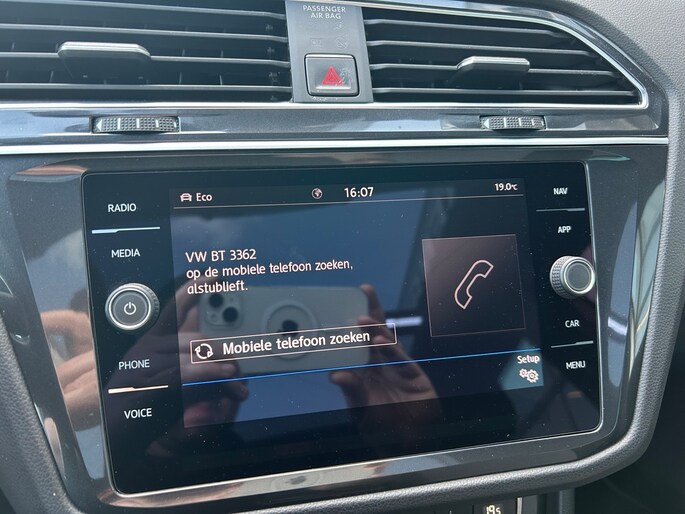 PASSENGER
AIR BAG
RADIO
MEDIA
PHONE
VOICE
Eco
16:07
19.0°C
VW BT 3362
op de mobiele telefoon zoeken,
alstublieft.
Mobiele telefoon zoeken
Setup
NAV
APP
CAR
MENU